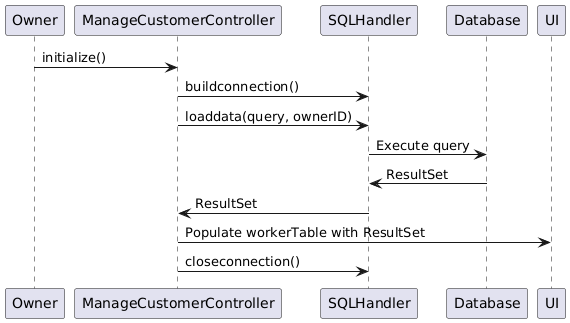 Owner ManageCustomerController SQLHandler Database UI
initialize()
buildconnection()
loaddata(query, ownerID)
Execute query
ResultSet
ResultSet
Populate workerTable with ResultSet
closeconnection()
Owner ManageCustomerController SQLHandler Database UI